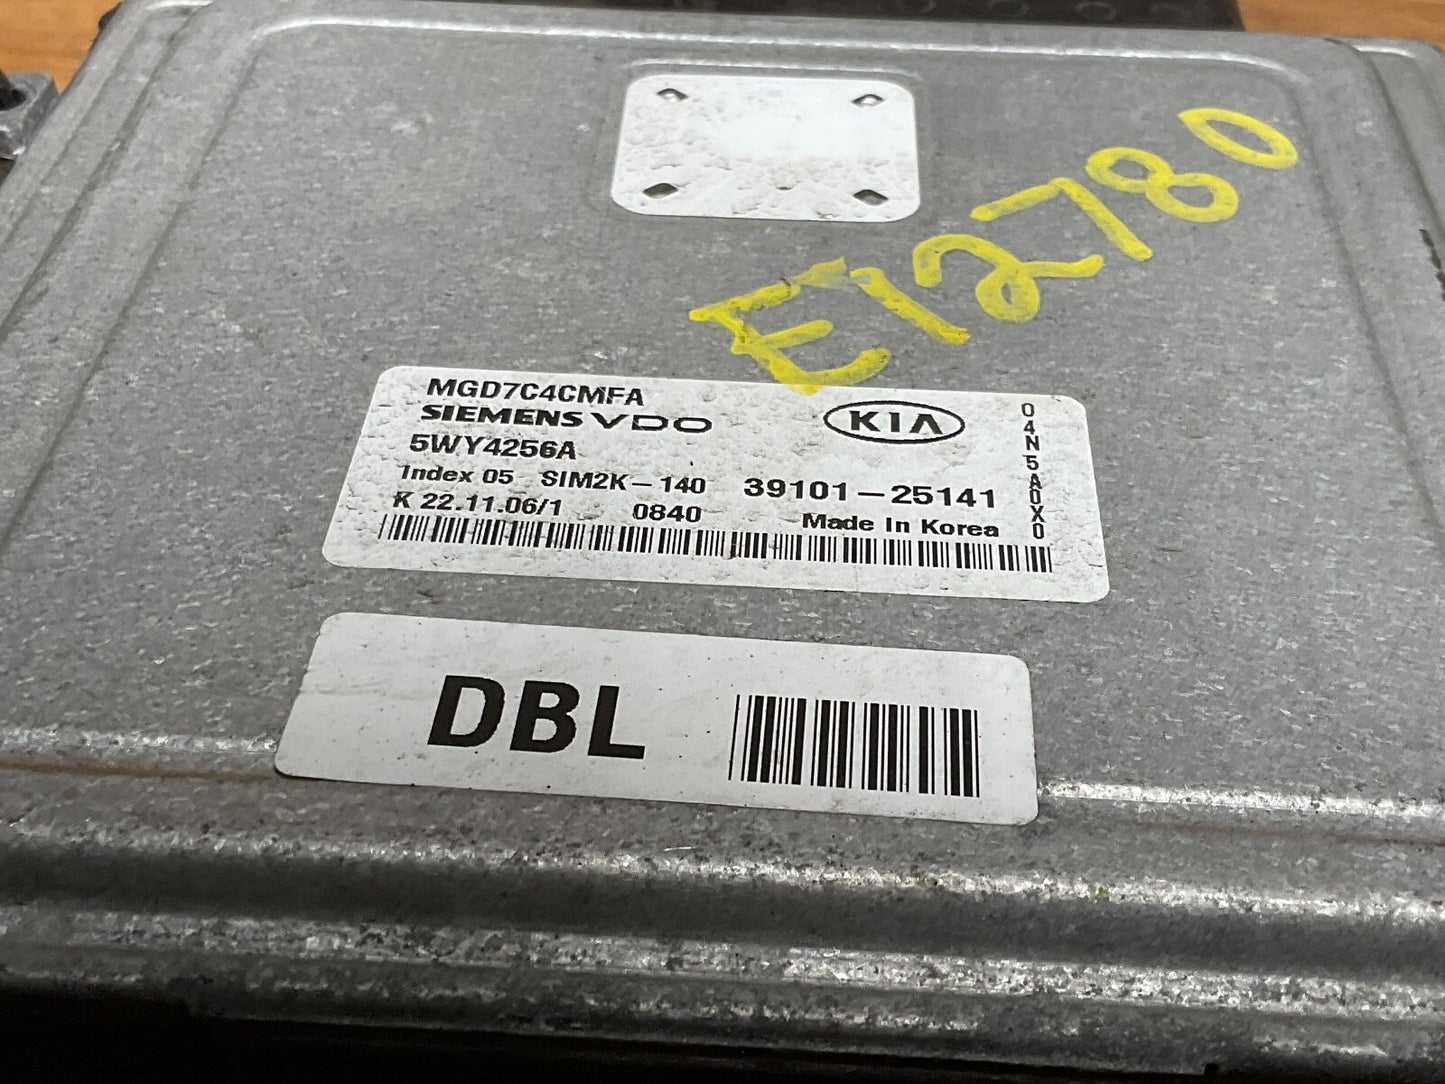 E12780
MGD7C4CMFA
SIEMENS VDO
KIA
5WY4256A
Index 05 SIM2K-140 39101-25141
K 22.11.06/1 0840 Made In Korea
04N5A0X0
DBL